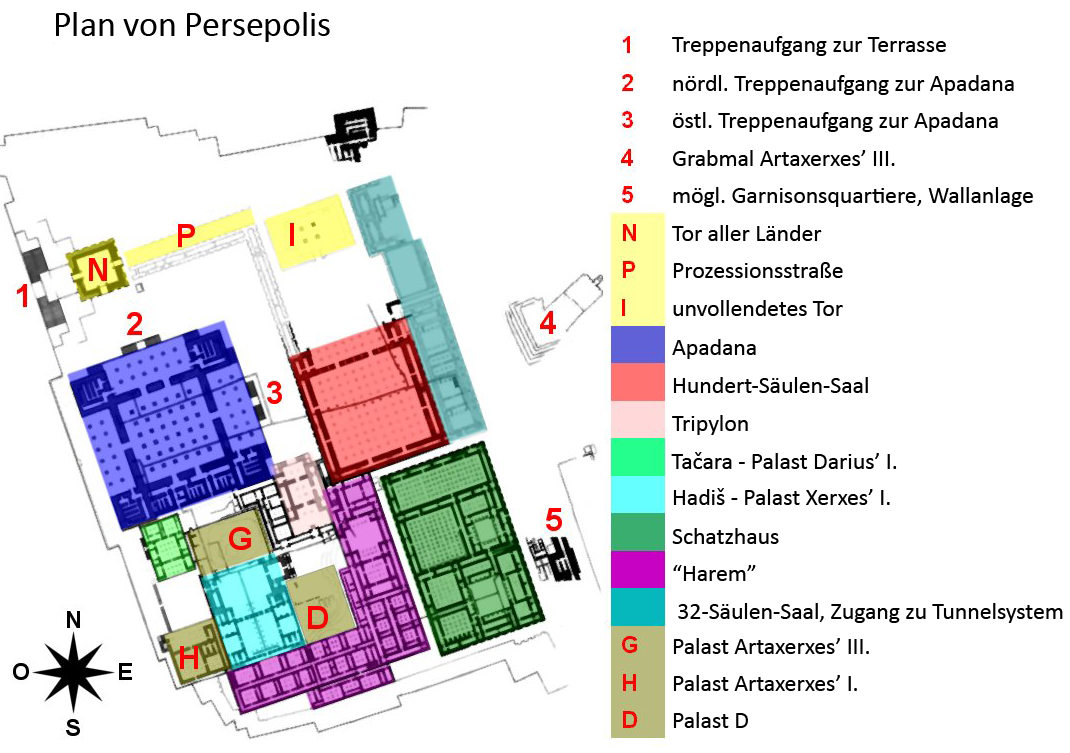 Plan von Persepolis
1 Treppenaufgang zur Terrasse
2 nördl. Treppenaufgang zur Apadana
3 östl. Treppenaufgang zur Apadana
4 Grabmal Artaxerxes’ III.
5 mögl. Garnisonsquartiere, Wallanlage
N Tor aller Länder
P Prozessionsstraße
I unvollendetes Tor
Apadana
Hundert-Säulen-Saal
Tripylon
Tačara - Palast Darius’ I.
Hadiš - Palast Xerxes’ I.
Schatzhaus
“Harem”
32-Säulen-Saal, Zugang zu Tunnelsystem
G Palast Artaxerxes’ III.
H Palast Artaxerxes’ I.
D Palast D
P
I
N
1
2
4
3
5
G
D
H
N
O E
S